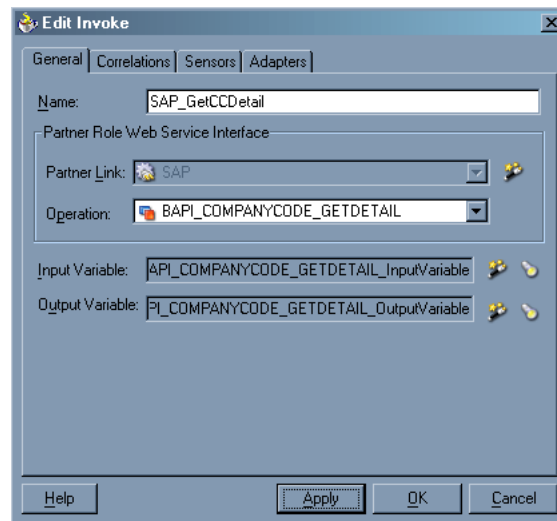 Edit Invoke
General Correlations Sensors Adapters
Name: SAP_GetCCDetail
Partner Role Web Service Interface
Partner Link: SAP
Operation: BAPI_COMPANYCODE_GETDETAIL
Input Variable: API_COMPANYCODE_GETDETAIL_InputVariable
Output Variable: PI_COMPANYCODE_GETDETAIL_OutputVariable
Help Apply OK Cancel